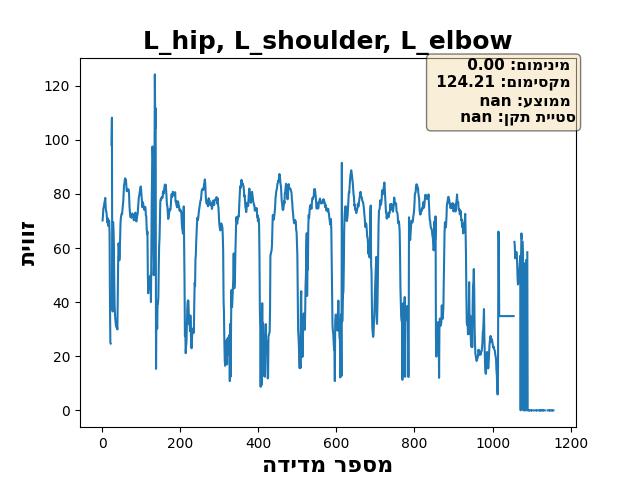 L_hip, L_shoulder, L_elbow
מינימום: 0.00
מקסימום: 124.21
ממוצע: nan
סטיית תקן: nan
זווית
120
100
80
60
40
20
0
0 200 400 600 800 1000 1200
מספר מדידה